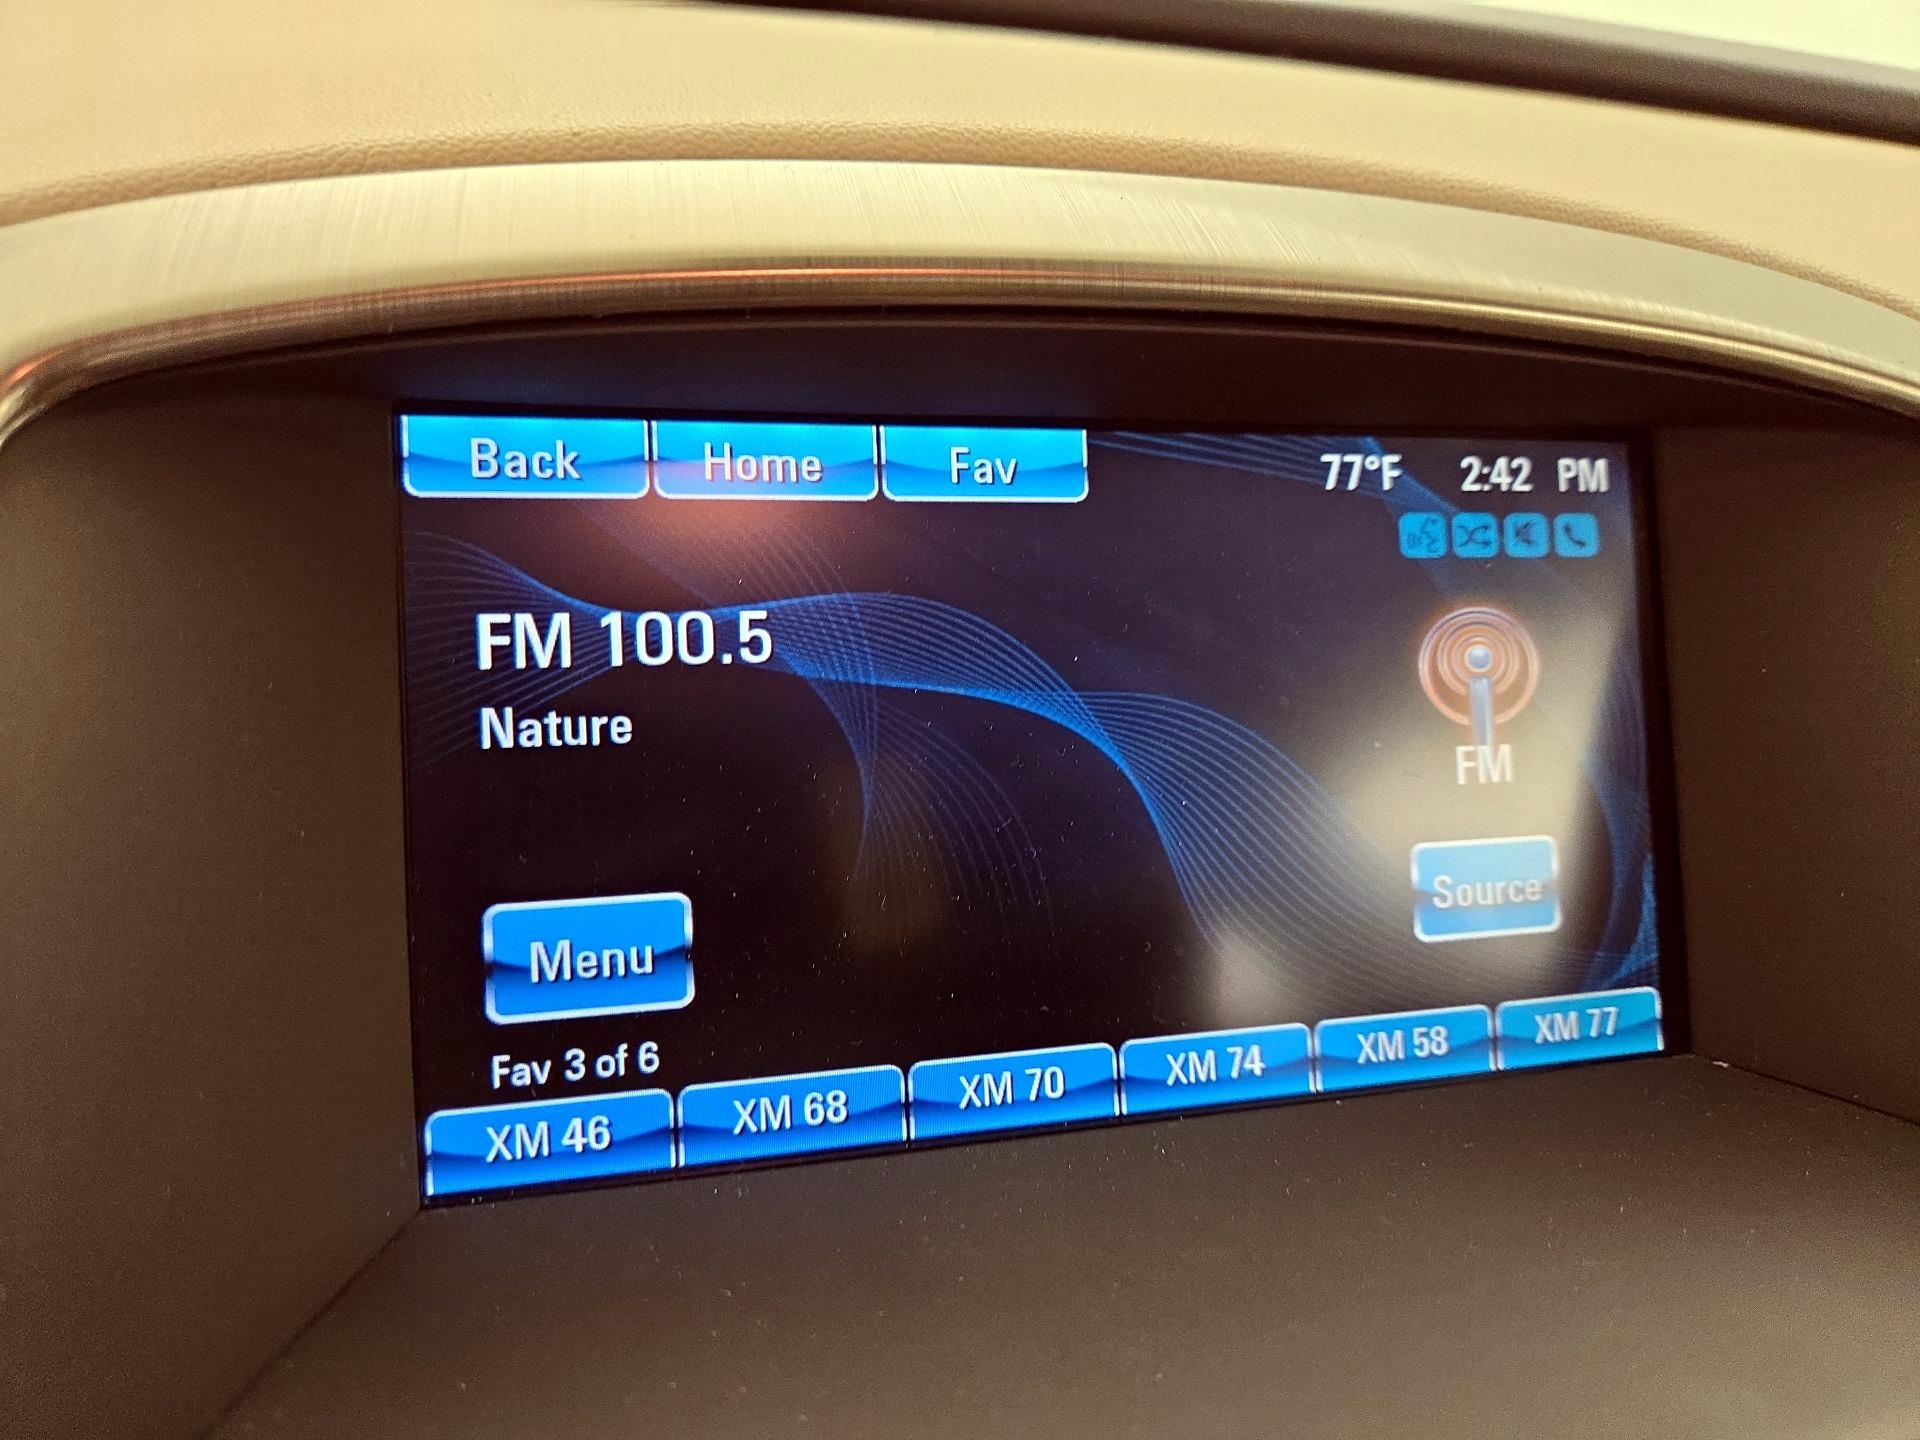 Back Home Fav 77°F 2:42 PM
FM 100.5
Nature
FM
Source
Menu
Fav 3 of 6
XM 46 XM 68 XM 70 XM 74 XM 58 XM 77